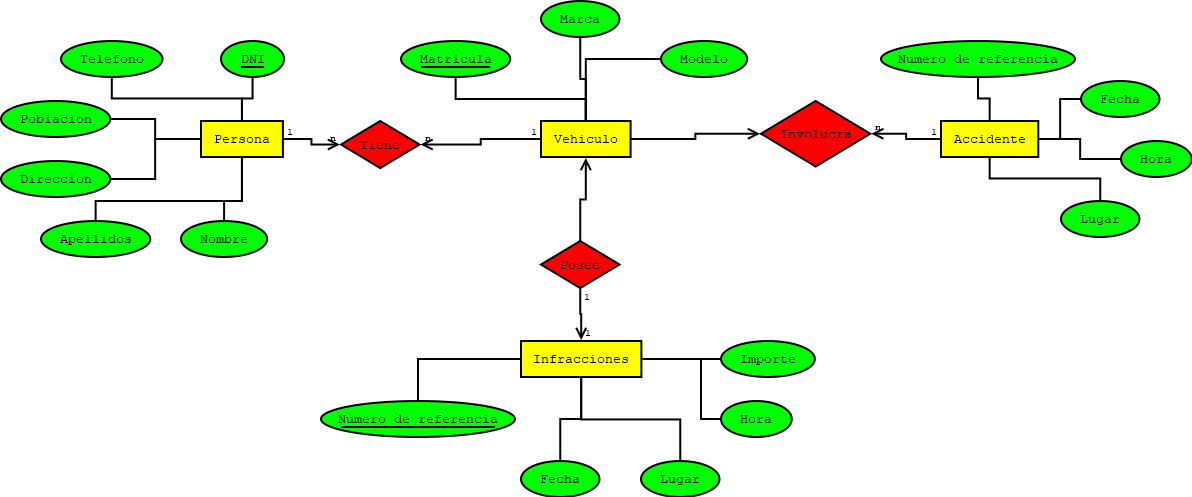 Marca
Telefono
DNI
Matricula
Modelo
Numero de referencia
Fecha
Poblacion
Persona
1
n
Tiene
n
1
Vehiculo
Involucra
n
1
Accidente
Hora
Direccion
Apellidos
Nombre
Lugar
Posee
1
1
Infracciones
Importe
Numero de referencia
Hora
Fecha
Lugar